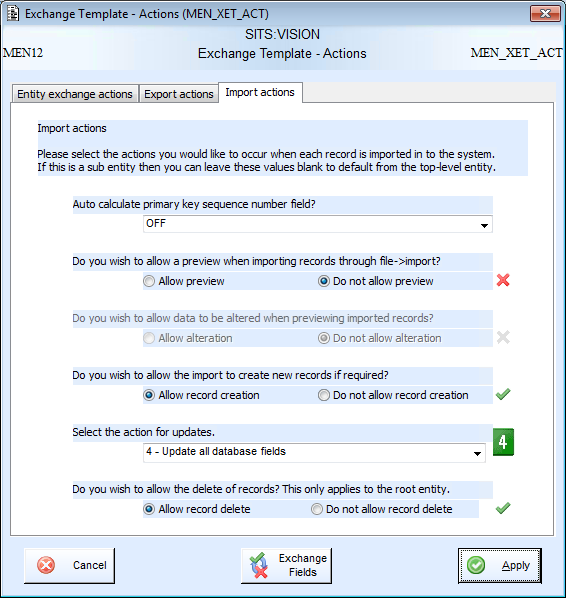 Exchange Template - Actions (MEN_XET_ACT)
SITS:VISION
MEN12 Exchange Template - Actions MEN_XET_ACT
Entity exchange actions Export actions Import actions
Import actions
Please select the actions you would like to occur when each record is imported in to the system.
If this is a sub entity then you can leave these values blank to default from the top-level entity.
Auto calculate primary key sequence number field?
OFF
Do you wish to allow a preview when importing records through file->import?
Allow preview Do not allow preview
Do you wish to allow data to be altered when previewing imported records?
Allow alteration Do not allow alteration
Do you wish to allow the import to create new records if required?
Allow record creation Do not allow record creation
Select the action for updates.
4 - Update all database fields 4
Do you wish to allow the delete of records? This only applies to the root entity.
Allow record delete Do not allow record delete
Cancel Exchange Fields Apply